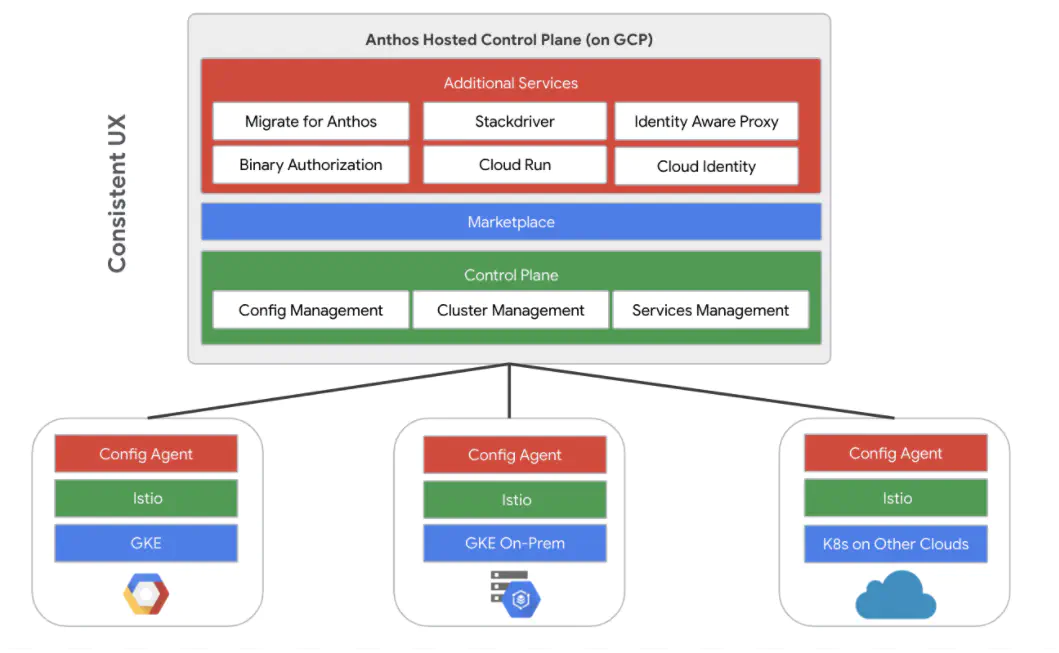 Anthos Hosted Control Plane (on GCP)
Consistent UX
Additional Services
Migrate for Anthos
Stackdriver
Identity Aware Proxy
Binary Authorization
Cloud Run
Cloud Identity
Marketplace
Control Plane
Config Management
Cluster Management
Services Management
Config Agent
Istio
GKE
Config Agent
Istio
GKE On-Prem
Config Agent
Istio
K8s on Other Clouds